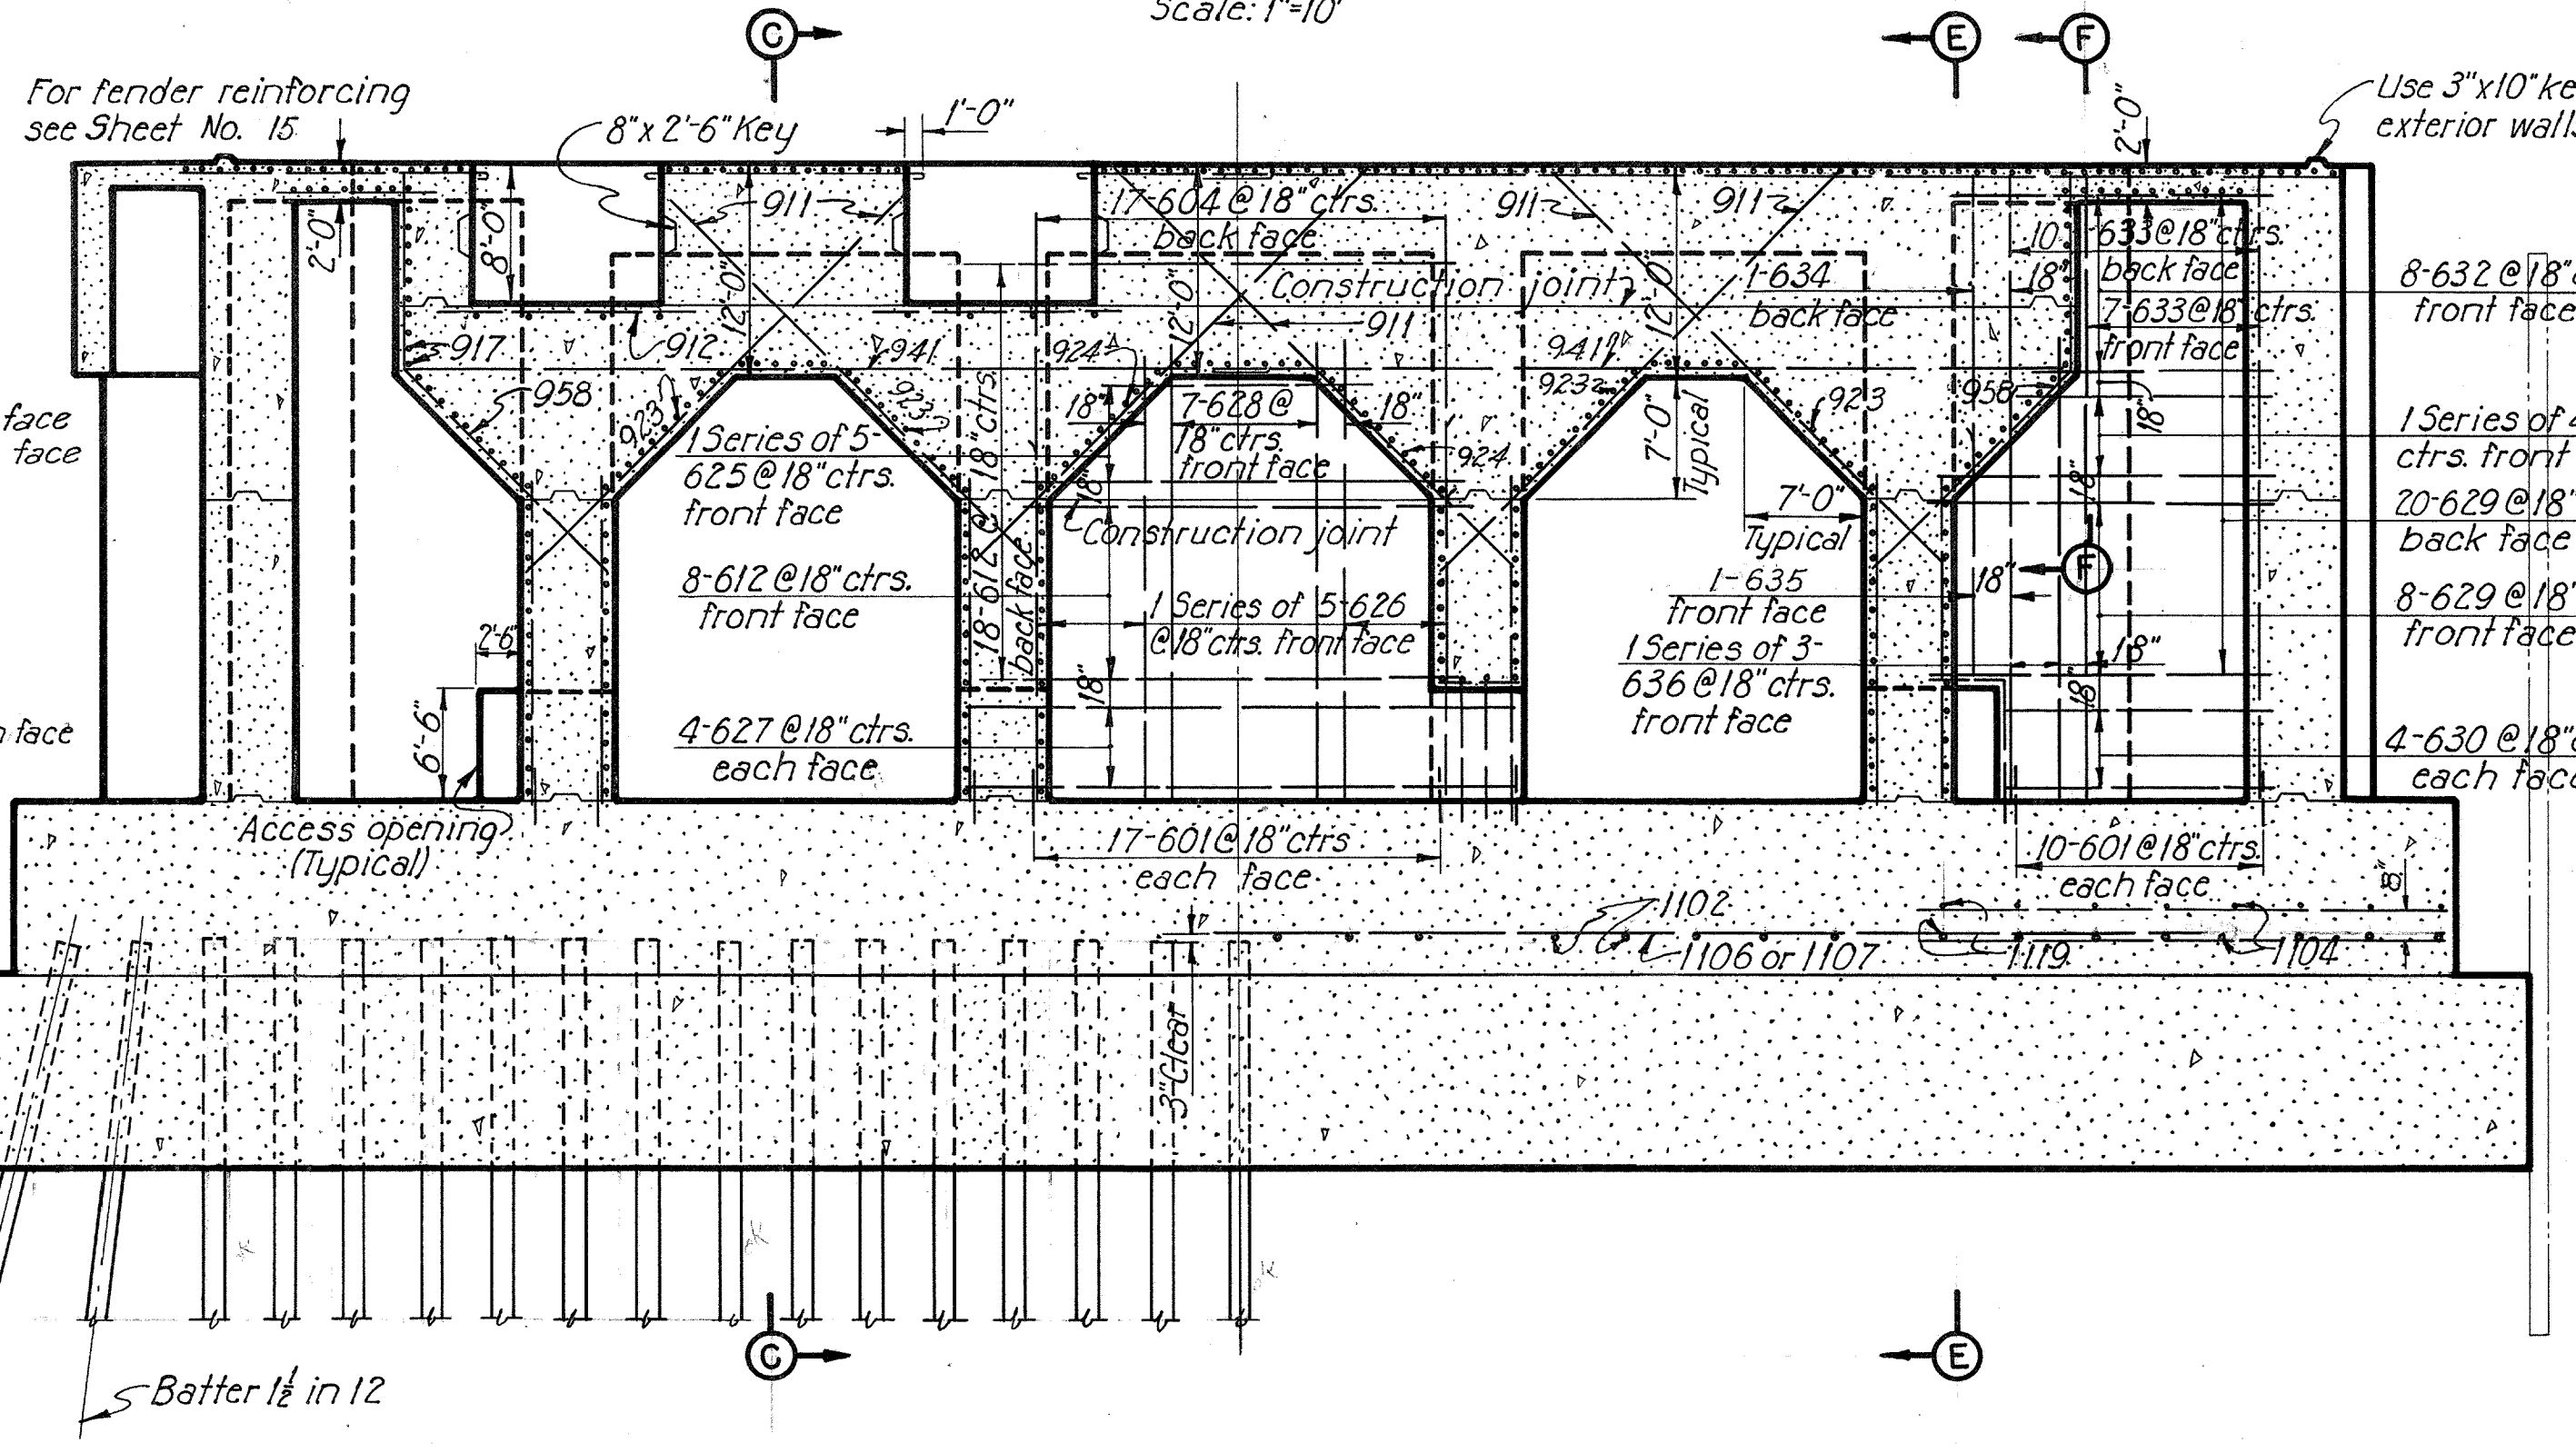 Scale: 1"=10'
C
E
F
For fender reinforcing
see Sheet No. 15
8"x 2'-6" Key
1'-0"
2'-0"
Use 3"x10" ke
exterior walls
2'-0"
8'-0"
911
12'-0"
17-604 @ 18" ctrs.
back face
12'-0"
911
911
12'-0"
10-633 @ 18" ctrs.
back face
18"
Construction joint
1-634
back face
8-632 @ 18"
front face
7-633 @ 18" ctrs.
front face
917
912
941
924
911
941
923
958
923
923
958
923
18"
7-628 @
18" ctrs.
front face
18"
924
7'-0"
Typical
18"
face
face
1 Series of 5-
625 @ 18" ctrs.
front face
18-612 @ 18" ctrs.
back face
18"
Construction joint
7'-0"
Typical
18"
1 Series of 4
ctrs. front
20-629 @ 18"
back face
F
8-612 @ 18" ctrs.
front face
1 Series of 5-626
@ 18" ctrs. front face
1-635
front face
18"
8-629 @ 18"
front face
2'-6"
1 Series of 3-
636 @ 18" ctrs.
front face
18"
18"
18"
6'-6"
face
4-627 @ 18" ctrs.
each face
4-630 @ 18"
each face
Access opening
(Typical)
17-601 @ 18" ctrs
each face
10-601 @ 18" ctrs.
each face
8"
1102
1106 or 1107
1119
1104
3" Clear
C
E
Batter 1½ in 12